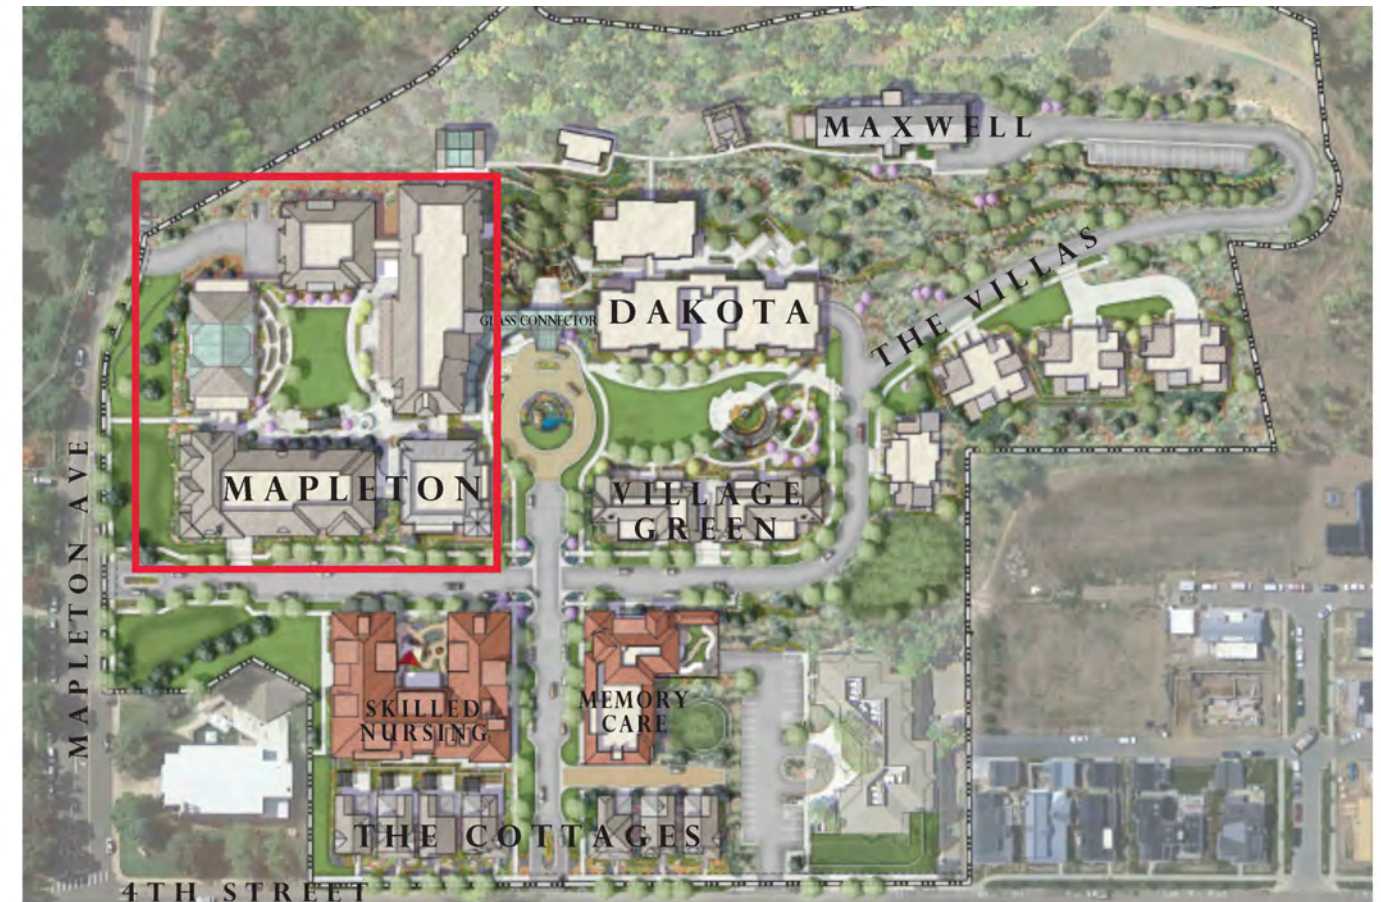 MAXWELL
THE VILLAS
GLASS CONNECTOR
DAKOTA
MAPLETON AVE
MAPLETON
VILLAGE
GREEN
SKILLED
NURSING
MEMORY
CARE
THE COTTAGES
4TH STREET